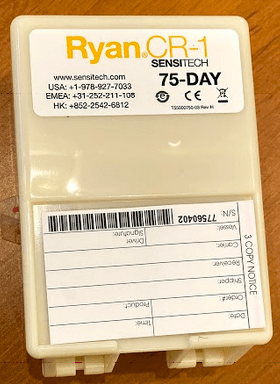 Ryan® CR-1
SENSITECH
www.sensitech.com
75-DAY
USA: +1-978-927-7033
EMEA: +31-252-211-108
HK: +852-2542-6812
3 COPY NOTICE
Date:
Time:
Order#:
Product:
Shipper:
Receiver:
Carrier:
Driver
Signature:
Vessel:
S/N:
77560402